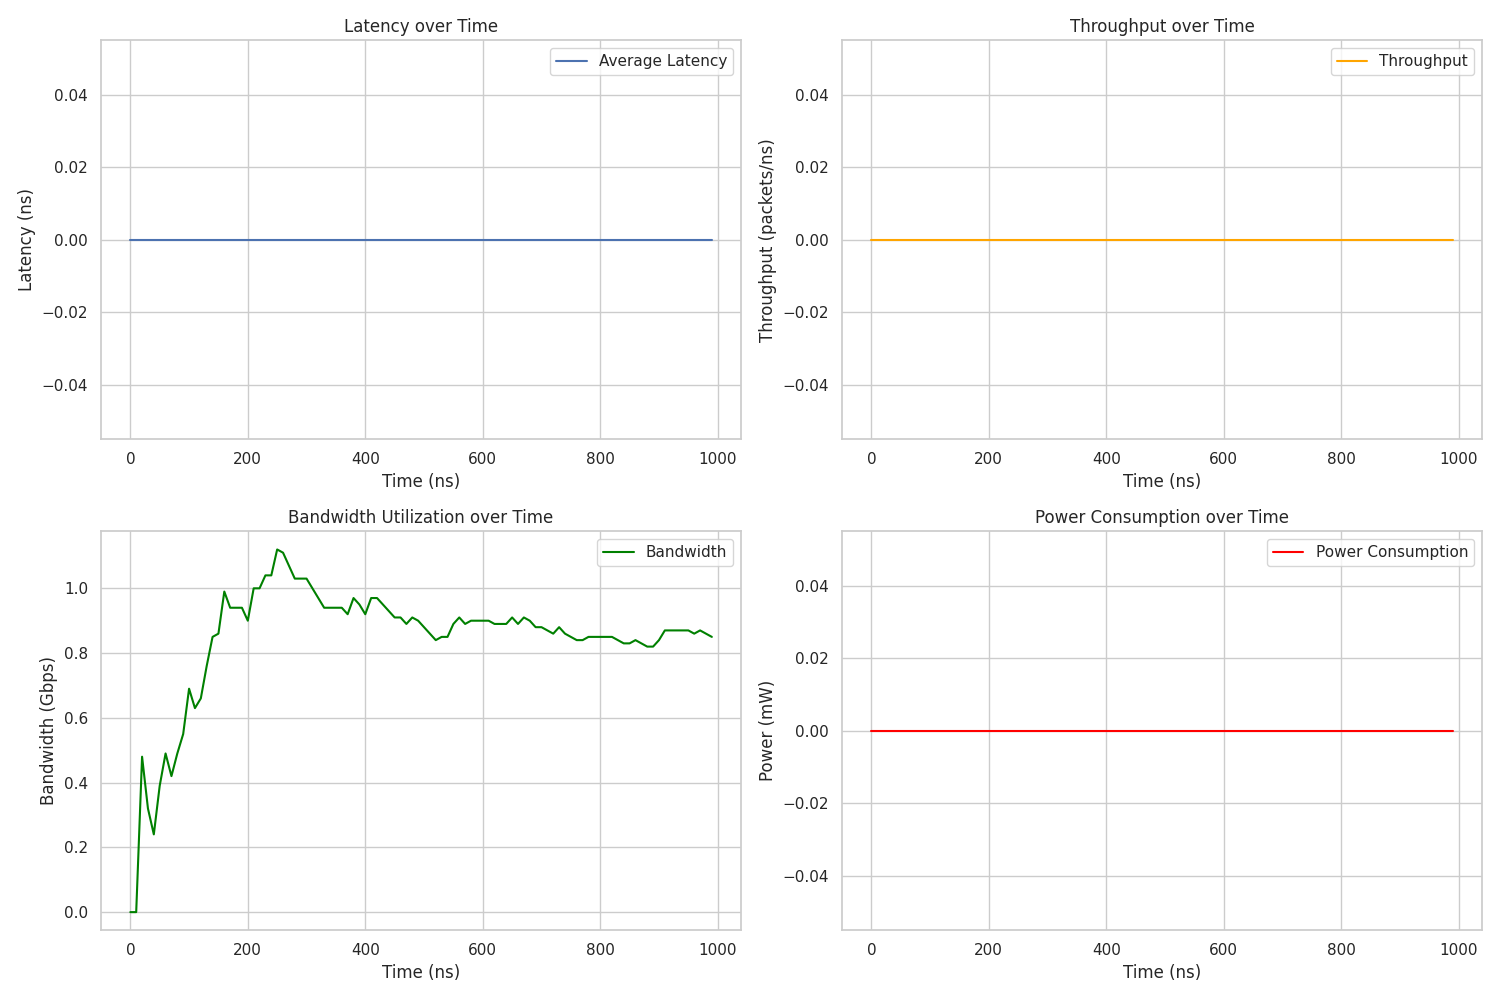 Latency over Time
Average Latency
0.04
0.02
0.00
−0.02
−0.04
Latency (ns)
0 200 400 600 800 1000
Time (ns)
Throughput over Time
Throughput
0.04
0.02
0.00
−0.02
−0.04
Throughput (packets/ns)
0 200 400 600 800 1000
Time (ns)
Bandwidth Utilization over Time
Bandwidth
1.0
0.8
0.6
0.4
0.2
0.0
Bandwidth (Gbps)
0 200 400 600 800 1000
Time (ns)
Power Consumption over Time
Power Consumption
0.04
0.02
0.00
−0.02
−0.04
Power (mW)
0 200 400 600 800 1000
Time (ns)